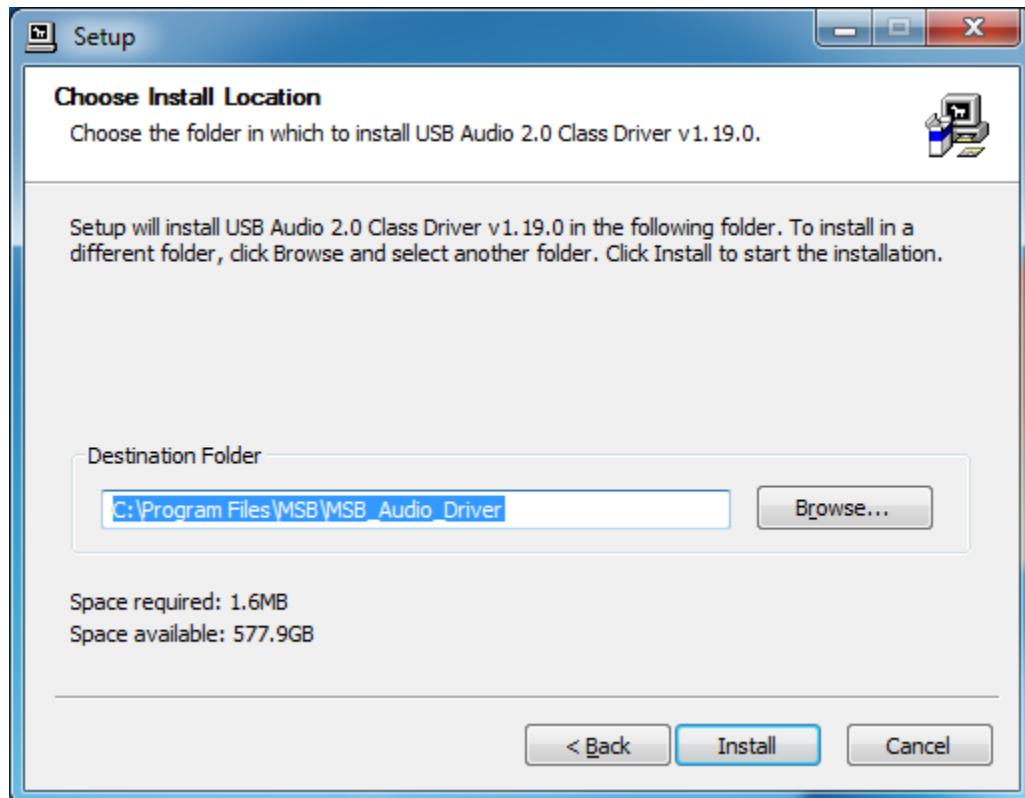 Setup
Choose Install Location
Choose the folder in which to install USB Audio 2.0 Class Driver v1.19.0.
Setup will install USB Audio 2.0 Class Driver v1.19.0 in the following folder. To install in a
different folder, click Browse and select another folder. Click Install to start the installation.
Destination Folder
C:\Program Files\MSB\MSB_Audio_Driver
Browse...
Space required: 1.6MB
Space available: 577.9GB
< Back
Install
Cancel